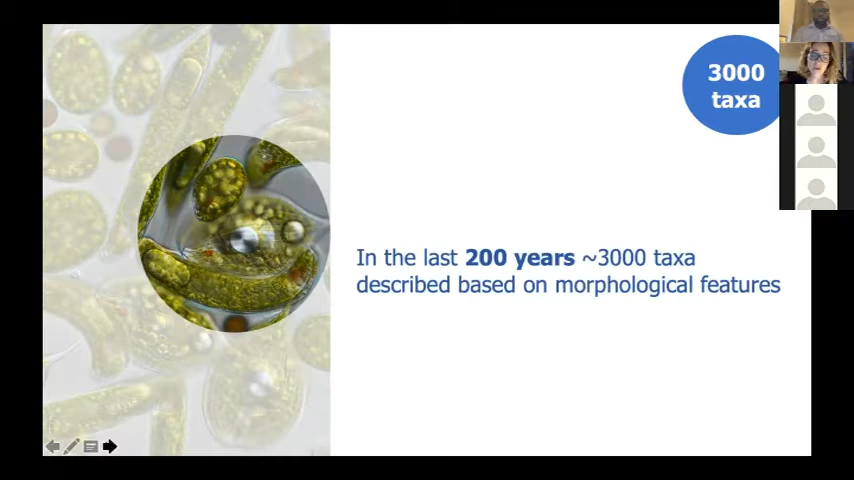 3000
taxa
In the last 200 years ~3000 taxa
described based on morphological features